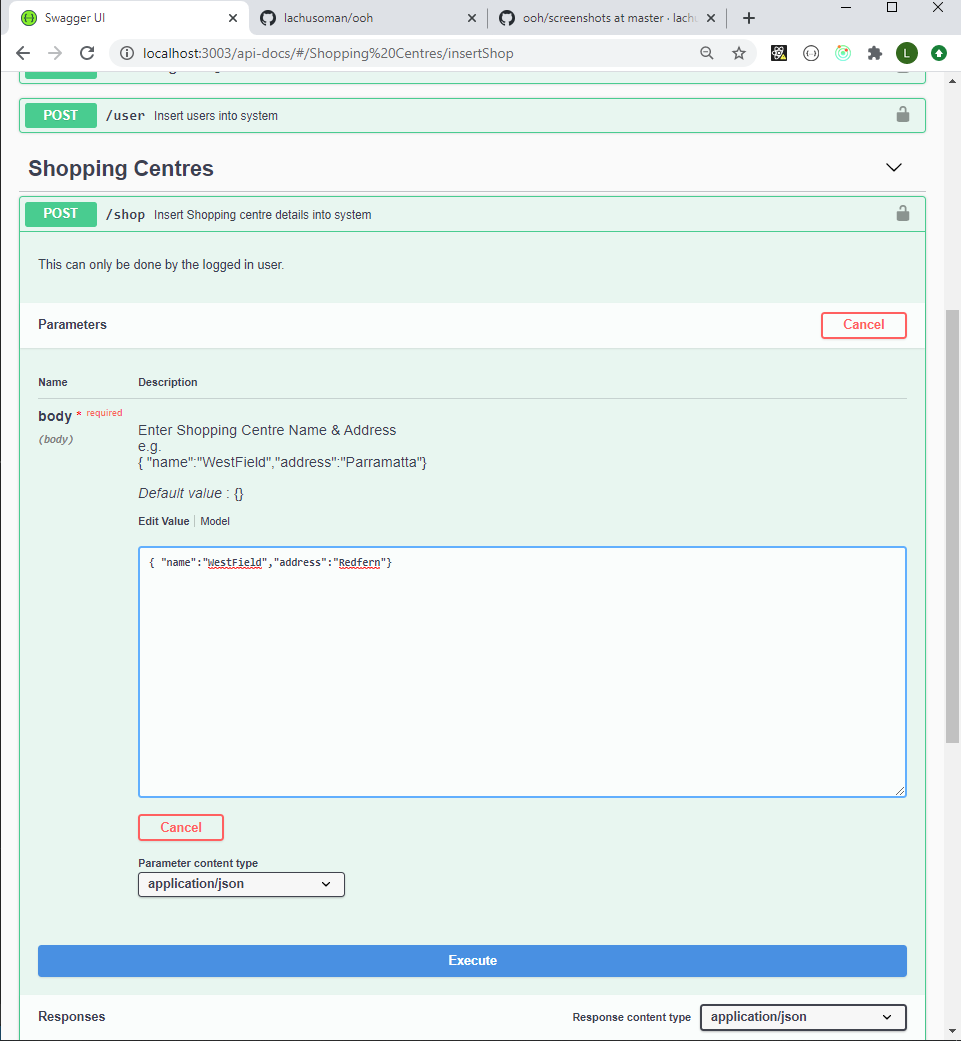 Swagger UI
lachusoman/ooh
ooh/screenshots at master · lachu
localhost:3003/api-docs/#/Shopping%20Centres/insertShop
L
POST /user Insert users into system
Shopping Centres
POST /shop Insert Shopping centre details into system
This can only be done by the logged in user.
Parameters
Cancel
Name Description
body * required
(body)
Enter Shopping Centre Name & Address
e.g.
{ "name":"WestField","address":"Parramatta"}
Default value : {}
Edit Value Model
{ "name":"WestField","address":"Redfern"}
Cancel
Parameter content type
application/json
Execute
Responses
Response content type application/json